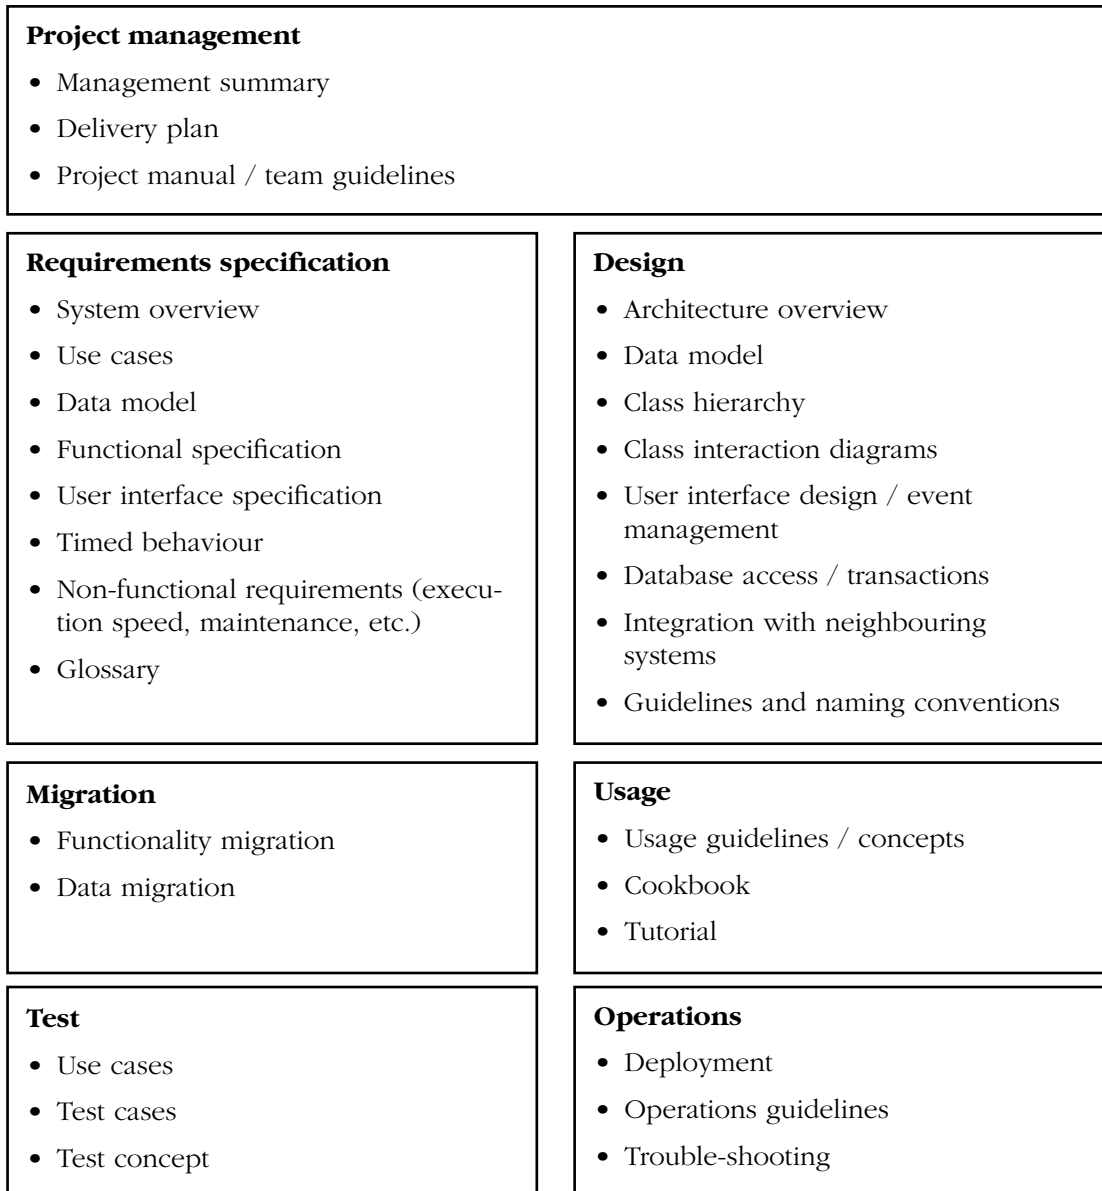 Project management
• Management summary
• Delivery plan
• Project manual / team guidelines
Requirements specification
• System overview
• Use cases
• Data model
• Functional specification
• User interface specification
• Timed behaviour
• Non-functional requirements (execu-
tion speed, maintenance, etc.)
• Glossary
Design
• Architecture overview
• Data model
• Class hierarchy
• Class interaction diagrams
• User interface design / event
management
• Database access / transactions
• Integration with neighbouring
systems
• Guidelines and naming conventions
Migration
• Functionality migration
• Data migration
Usage
• Usage guidelines / concepts
• Cookbook
• Tutorial
Test
• Use cases
• Test cases
• Test concept
Operations
• Deployment
• Operations guidelines
• Trouble-shooting